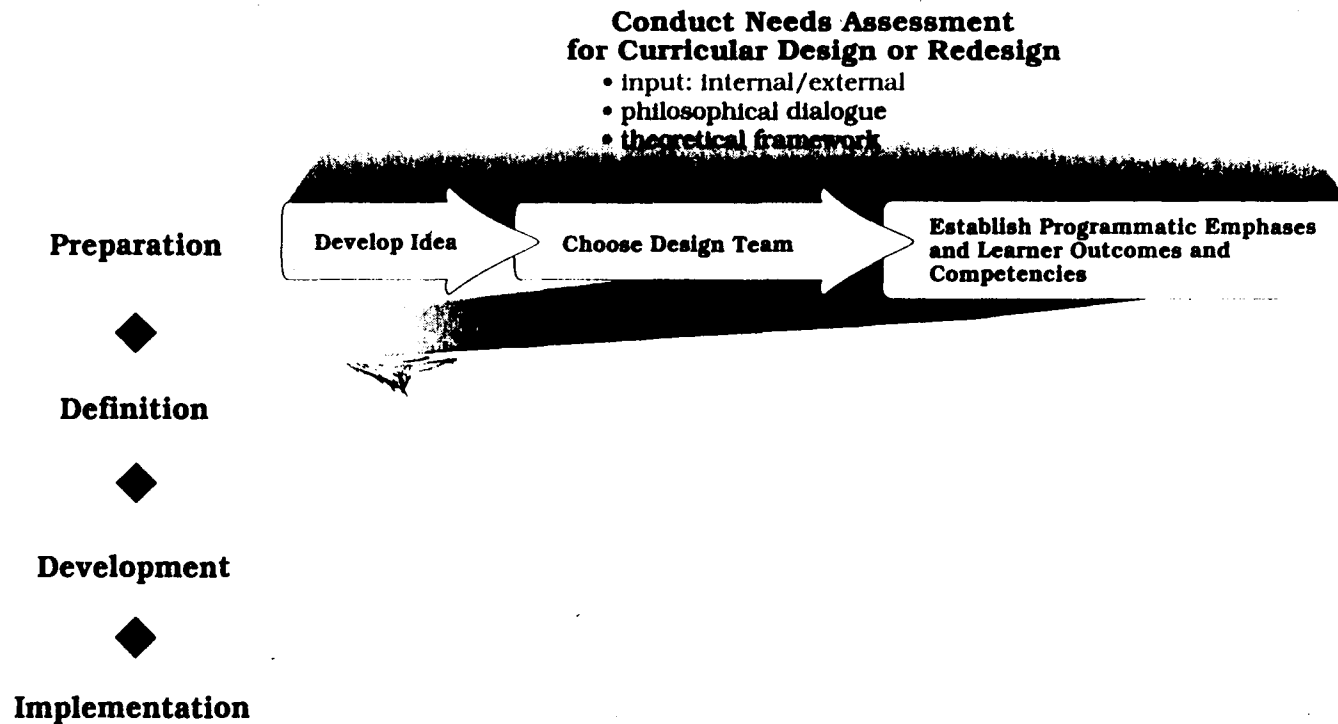 Conduct Needs Assessment
for Curricular Design or Redesign
• input: internal/external
• philosophical dialogue
• theoretical framework
Preparation
Develop Idea
Choose Design Team
Establish Programmatic Emphases
and Learner Outcomes and
Competencies
Definition
Development
Implementation